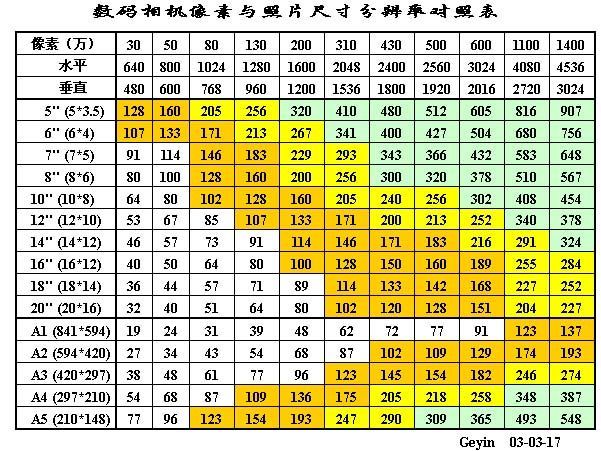 数码相机像素与照片尺寸分辨率对照表
像素（万） 30 50 80 130 200 310 430 500 600 1100 1400
水平 640 800 1024 1280 1600 2048 2400 2560 3024 4080 4536
垂直 480 600 768 960 1200 1536 1800 1920 2016 2720 3024
5" (5*3.5) 128 160 205 256 320 410 480 512 605 816 907
6" (6*4) 107 133 171 213 267 341 400 427 504 680 756
7" (7*5) 91 114 146 183 229 293 343 366 432 583 648
8" (8*6) 80 100 128 160 200 256 300 320 378 510 567
10" (10*8) 64 80 102 128 160 205 240 256 302 408 454
12" (12*10) 53 67 85 107 133 171 200 213 252 340 378
14" (14*12) 46 57 73 91 114 146 171 183 216 291 324
16" (16*12) 40 50 64 80 100 128 150 160 189 255 284
18" (18*14) 36 44 57 71 89 114 133 142 168 227 252
20" (20*16) 32 40 51 64 80 102 120 128 151 204 227
A1 (841*594) 19 24 31 39 48 62 72 77 91 123 137
A2 (594*420) 27 34 43 54 68 87 102 109 129 174 193
A3 (420*297) 38 48 61 77 96 123 145 154 182 246 274
A4 (297*210) 54 68 87 109 136 175 205 218 258 348 387
A5 (210*148) 77 96 123 154 193 247 290 309 365 493 548
Geyin 03-03-17